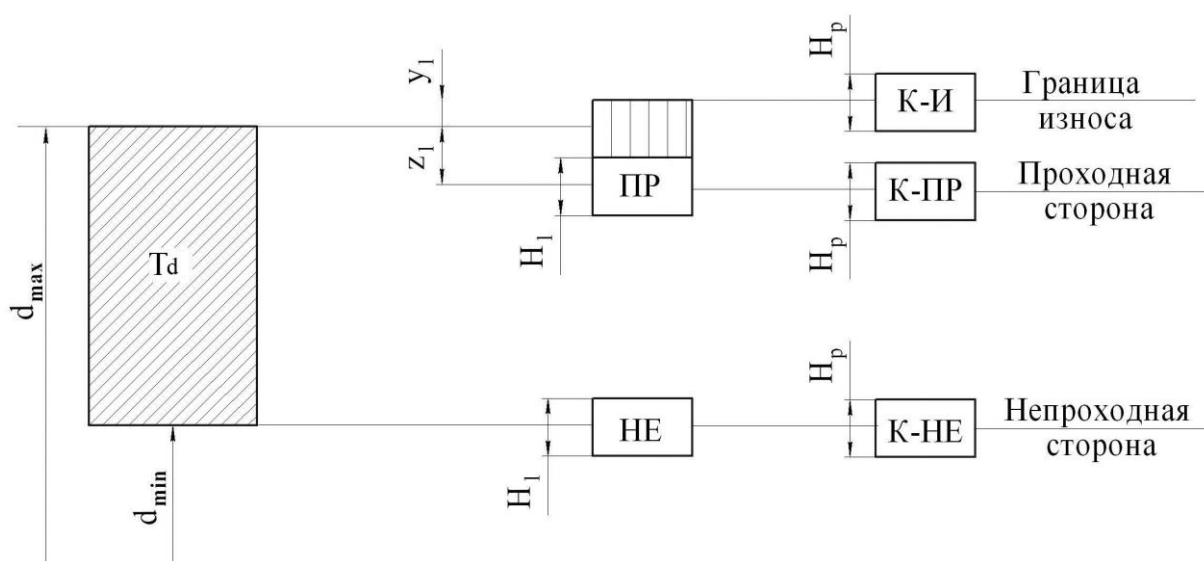 y₁
Hₚ
К-И
Граница
износа
z₁
ПР
К-ПР
Проходная
сторона
H₁
Hₚ
Td
dmax
Hₚ
НЕ
К-НЕ
Непроходная
сторона
H₁
dmin